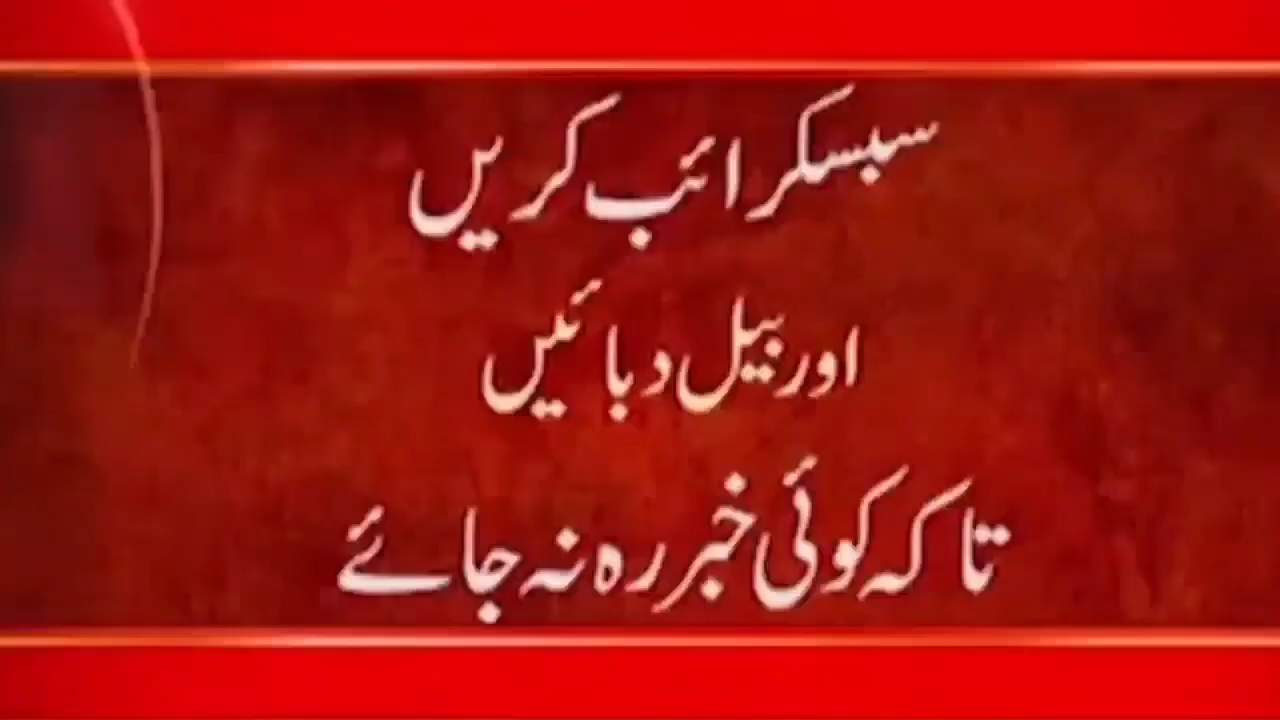 سبسکرائب کریں
اور بیل دبائیں
تاکہ کوئی خبر رہ نہ جائے